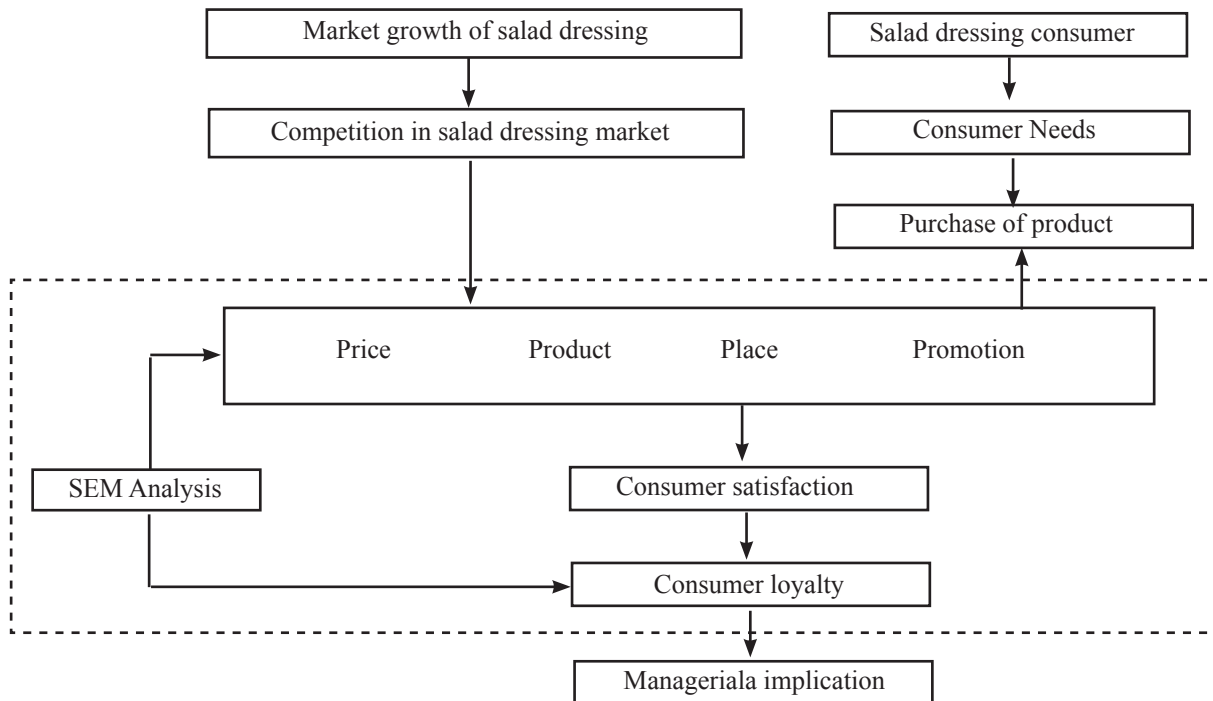 Market growth of salad dressing
Salad dressing consumer
Competition in salad dressing market
Consumer Needs
Purchase of product
Price Product Place Promotion
SEM Analysis
Consumer satisfaction
Consumer loyalty
Manageriala implication